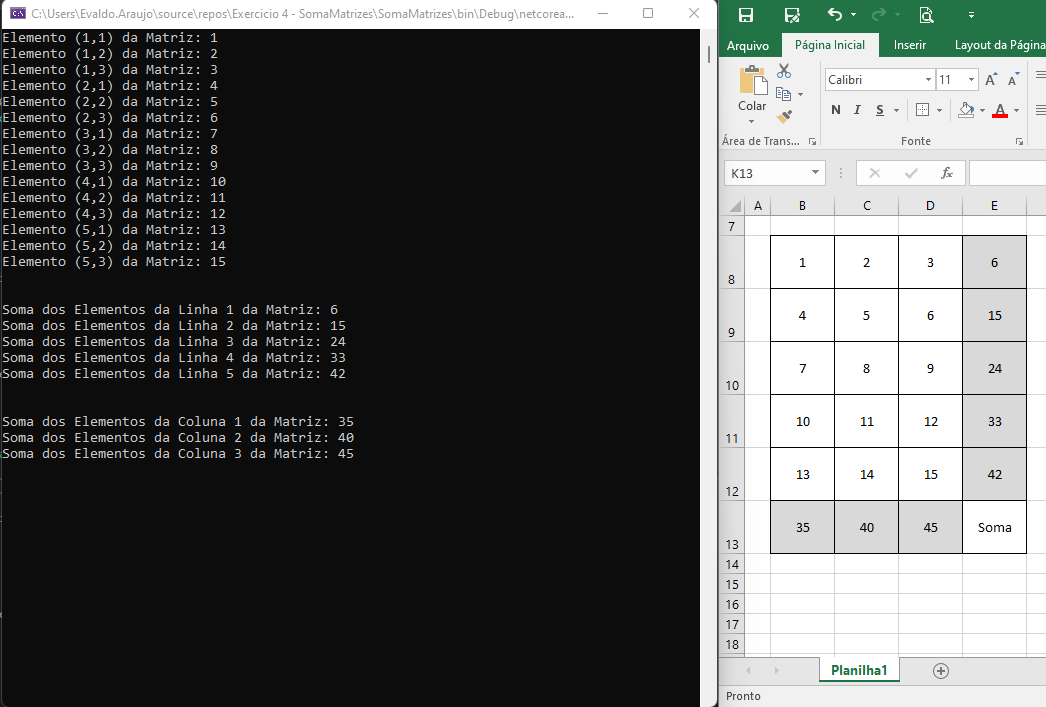 C:\Users\Evaldo.Araujo\source\repos\Exercicio 4 - SomaMatrizes\SomaMatrizes\bin\Debug\netcorea...
Elemento (1,1) da Matriz: 1
Elemento (1,2) da Matriz: 2
Elemento (1,3) da Matriz: 3
Elemento (2,1) da Matriz: 4
Elemento (2,2) da Matriz: 5
Elemento (2,3) da Matriz: 6
Elemento (3,1) da Matriz: 7
Elemento (3,2) da Matriz: 8
Elemento (3,3) da Matriz: 9
Elemento (4,1) da Matriz: 10
Elemento (4,2) da Matriz: 11
Elemento (4,3) da Matriz: 12
Elemento (5,1) da Matriz: 13
Elemento (5,2) da Matriz: 14
Elemento (5,3) da Matriz: 15
Soma dos Elementos da Linha 1 da Matriz: 6
Soma dos Elementos da Linha 2 da Matriz: 15
Soma dos Elementos da Linha 3 da Matriz: 24
Soma dos Elementos da Linha 4 da Matriz: 33
Soma dos Elementos da Linha 5 da Matriz: 42
Soma dos Elementos da Coluna 1 da Matriz: 35
Soma dos Elementos da Coluna 2 da Matriz: 40
Soma dos Elementos da Coluna 3 da Matriz: 45
Arquivo Página Inicial Inserir Layout da Página
Colar
Calibri 11 A A
N I S A
Área de Trans... Fonte
K13 fx
A B C D E
7
8 1 2 3 6
9 4 5 6 15
10 7 8 9 24
11 10 11 12 33
12 13 14 15 42
13 35 40 45 Soma
14
15
16
17
18
Planilha1
Pronto